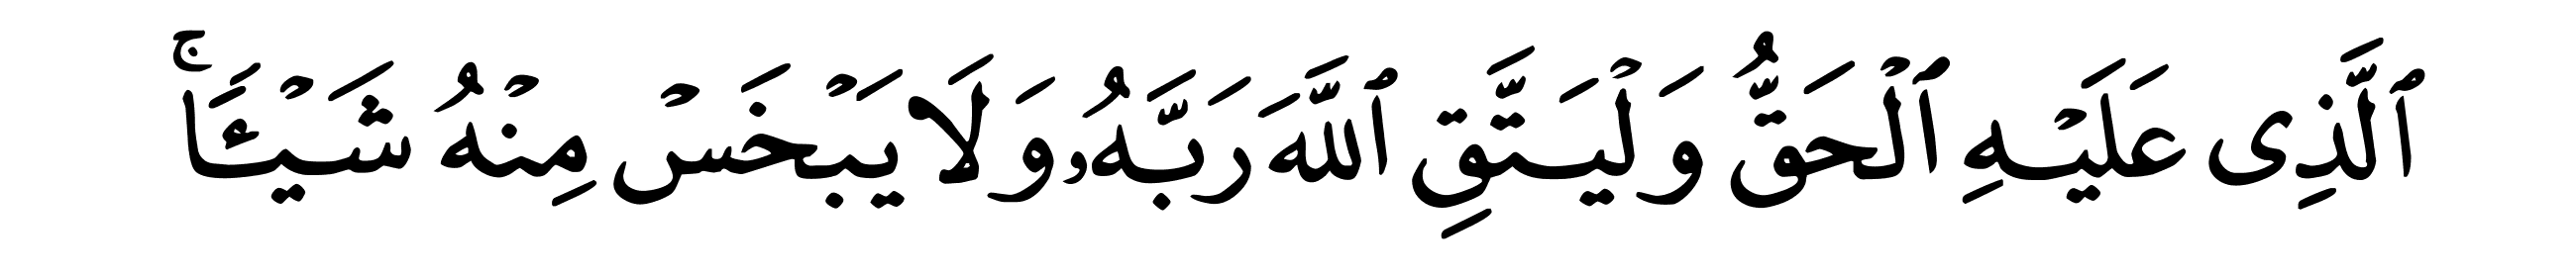 ٱلَّذِى عَلَيْهِ ٱلْحَقُّ وَلْيَتَّقِ ٱللَّهَ رَبَّهُۥ وَلَا يَبْخَسْ مِنْهُ شَيْـًٔا ۚ